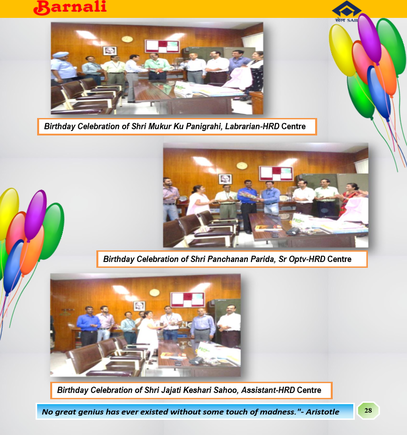 Barnali
सेल SAIL
Birthday Celebration of Shri Mukur Ku Panigrahi, Labrarian-HRD Centre
Birthday Celebration of Shri Panchanan Parida, Sr Optv-HRD Centre
Birthday Celebration of Shri Jajati Keshari Sahoo, Assistant-HRD Centre
No great genius has ever existed without some touch of madness."- Aristotle
28